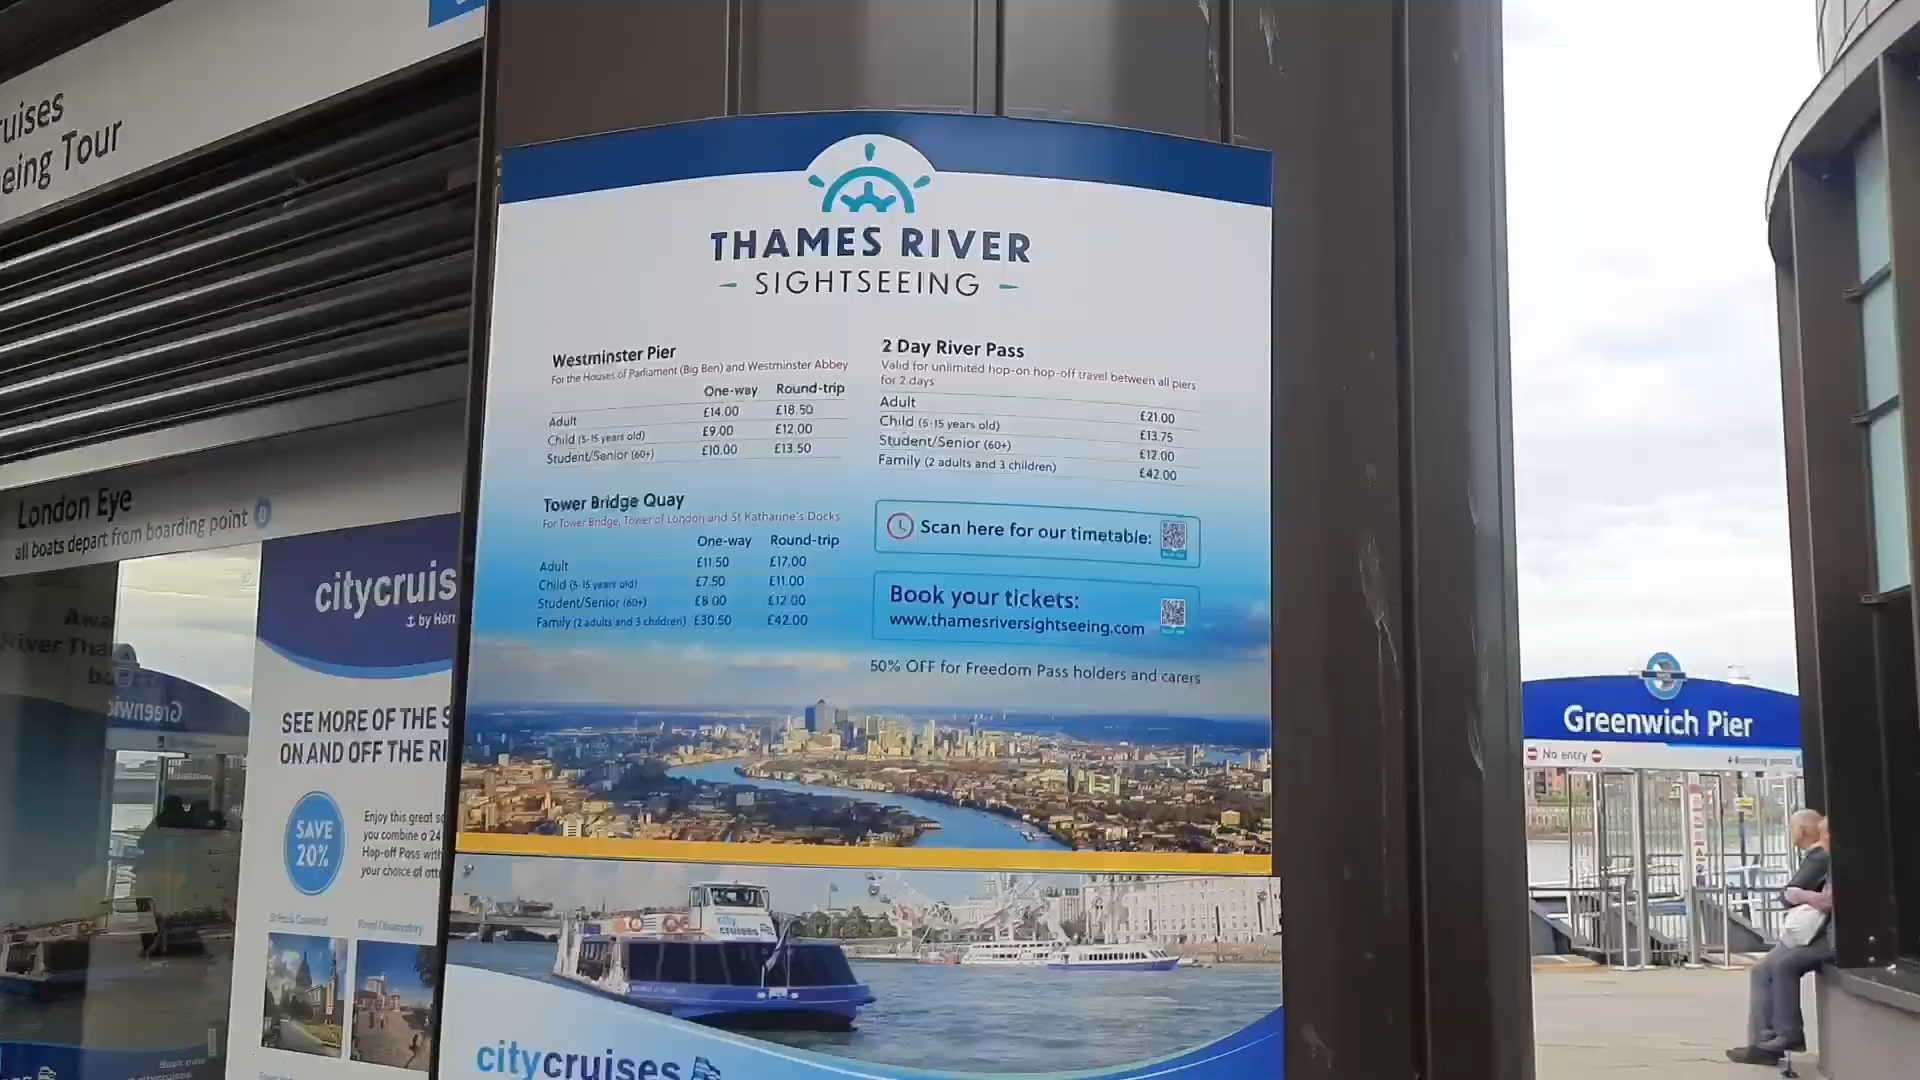 ruises
eeing Tour
London Eye
all boats depart from boarding point
citycruis
by Horn
SEE MORE OF THE S
ON AND OFF THE RI
SAVE
20%
Enjoy this great
you combine a 24
Hop-off Pass with
your choice of att
Royal Observatory
THAMES RIVER
SIGHTSEEING
Westminster Pier
For the Houses of Parliament (Big Ben) and Westminster Abbey
One-way Round-trip
Adult £14.00 £18.50
Child (5-15 years old) £9.00 £12.00
Student/Senior (60+) £10.00 £13.50
Tower Bridge Quay
For Tower Bridge, Tower of London and St Katharine's Docks
One-way Round-trip
Adult £11.50 £17.00
Child (5-15 years old) £7.50 £11.00
Student/Senior (60+) £8.00 £12.00
Family (2 adults and 3 children) £30.50 £42.00
2 Day River Pass
Valid for unlimited hop-on hop-off travel between all piers
for 2 days
Adult £21.00
Child (5-15 years old) £13.75
Student/Senior (60+) £12.00
Family (2 adults and 3 children) £42.00
Scan here for our timetable:
Book your tickets:
www.thamesriversightseeing.com
50% OFF for Freedom Pass holders and carers
city
cruises
citycruises
Greenwich Pier
No entry